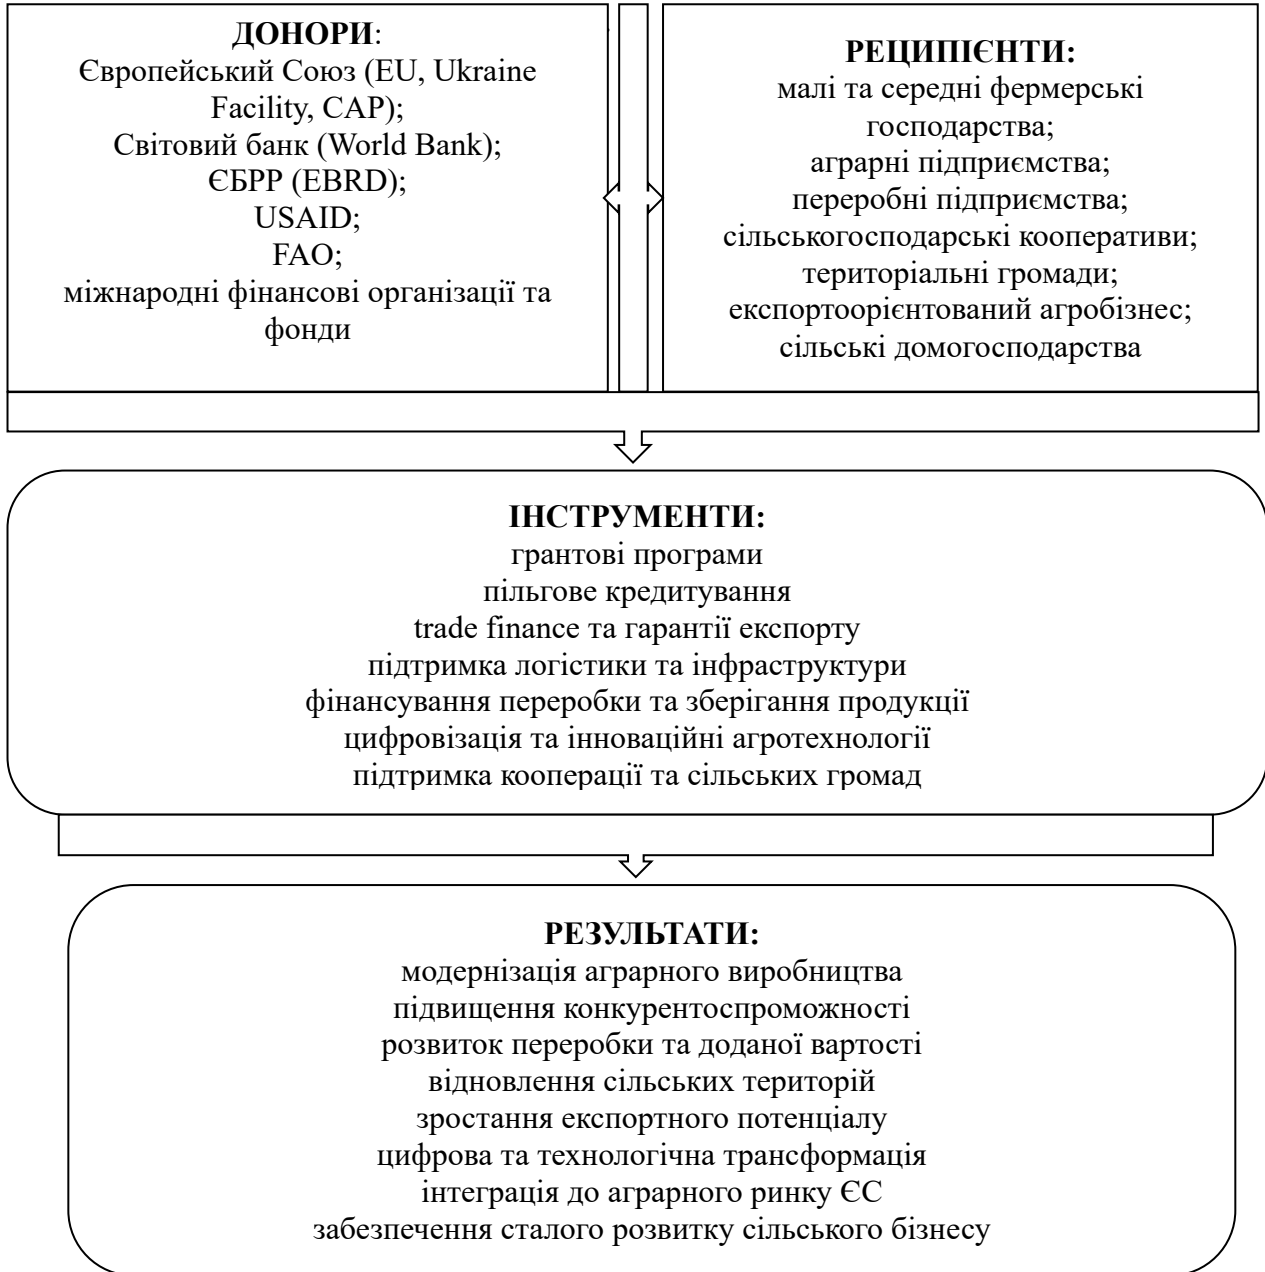 ДОНОРИ:
Європейський Союз (EU, Ukraine
Facility, CAP);
Світовий банк (World Bank);
ЄБРР (EBRD);
USAID;
FAO;
міжнародні фінансові організації та
фонди
РЕЦИПІЄНТИ:
малі та середні фермерські
господарства;
аграрні підприємства;
переробні підприємства;
сільськогосподарські кооперативи;
територіальні громади;
експортоорієнтований агробізнес;
сільські домогосподарства
ІНСТРУМЕНТИ:
грантові програми
пільгове кредитування
trade finance та гарантії експорту
підтримка логістики та інфраструктури
фінансування переробки та зберігання продукції
цифровізація та інноваційні агротехнології
підтримка кооперації та сільських громад
РЕЗУЛЬТАТИ:
модернізація аграрного виробництва
підвищення конкурентоспроможності
розвиток переробки та доданої вартості
відновлення сільських територій
зростання експортного потенціалу
цифрова та технологічна трансформація
інтеграція до аграрного ринку ЄС
забезпечення сталого розвитку сільського бізнесу